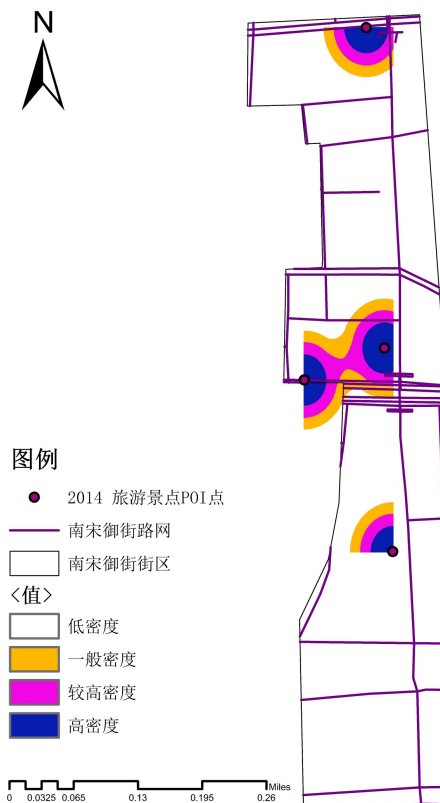 N
图例
2014 旅游景点POI点
南宋御街路网
南宋御街街区
<值>
低密度
一般密度
较高密度
高密度
Miles
0 0.0325 0.065 0.13 0.195 0.26